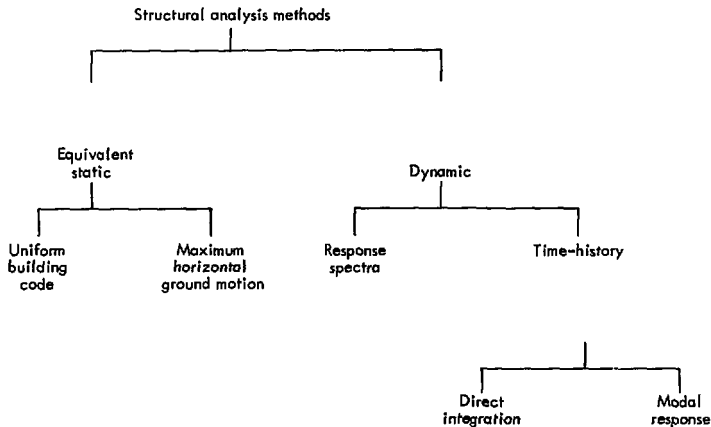 Structural analysis methods
Equivalent
static
Dynamic
Uniform
building
code
Maximum
horizontal
ground motion
Response
spectra
Time-history
Direct
integration
Modal
response